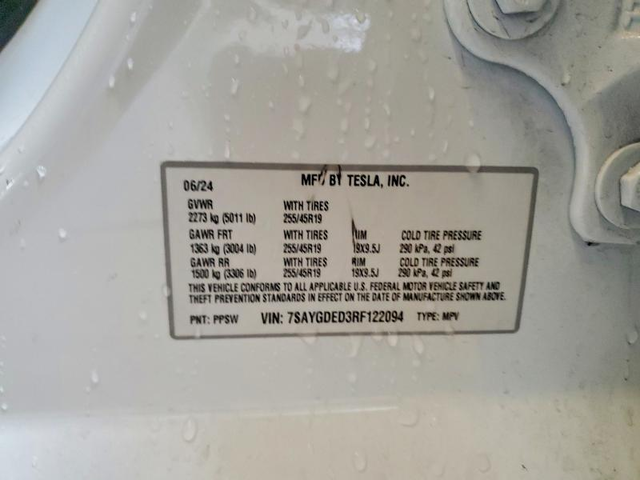 06/24 MFD BY TESLA, INC.
GVWR WITH TIRES
2273 kg (5011 lb) 255/45R19
GAWR FRT WITH TIRES RIM COLD TIRE PRESSURE
1363 kg (3004 lb) 255/45R19 19X9.5J 290 kPa, 42 psi
GAWR RR WITH TIRES RIM COLD TIRE PRESSURE
1500 kg (3306 lb) 255/45R19 19X9.5J 290 kPa, 42 psi
THIS VEHICLE CONFORMS TO ALL APPLICABLE U.S. FEDERAL MOTOR VEHICLE SAFETY AND
THEFT PREVENTION STANDARDS IN EFFECT ON THE DATE OF MANUFACTURE SHOWN ABOVE.
PNT: PPSW VIN: 7SAYGDED3RF122094 TYPE: MPV